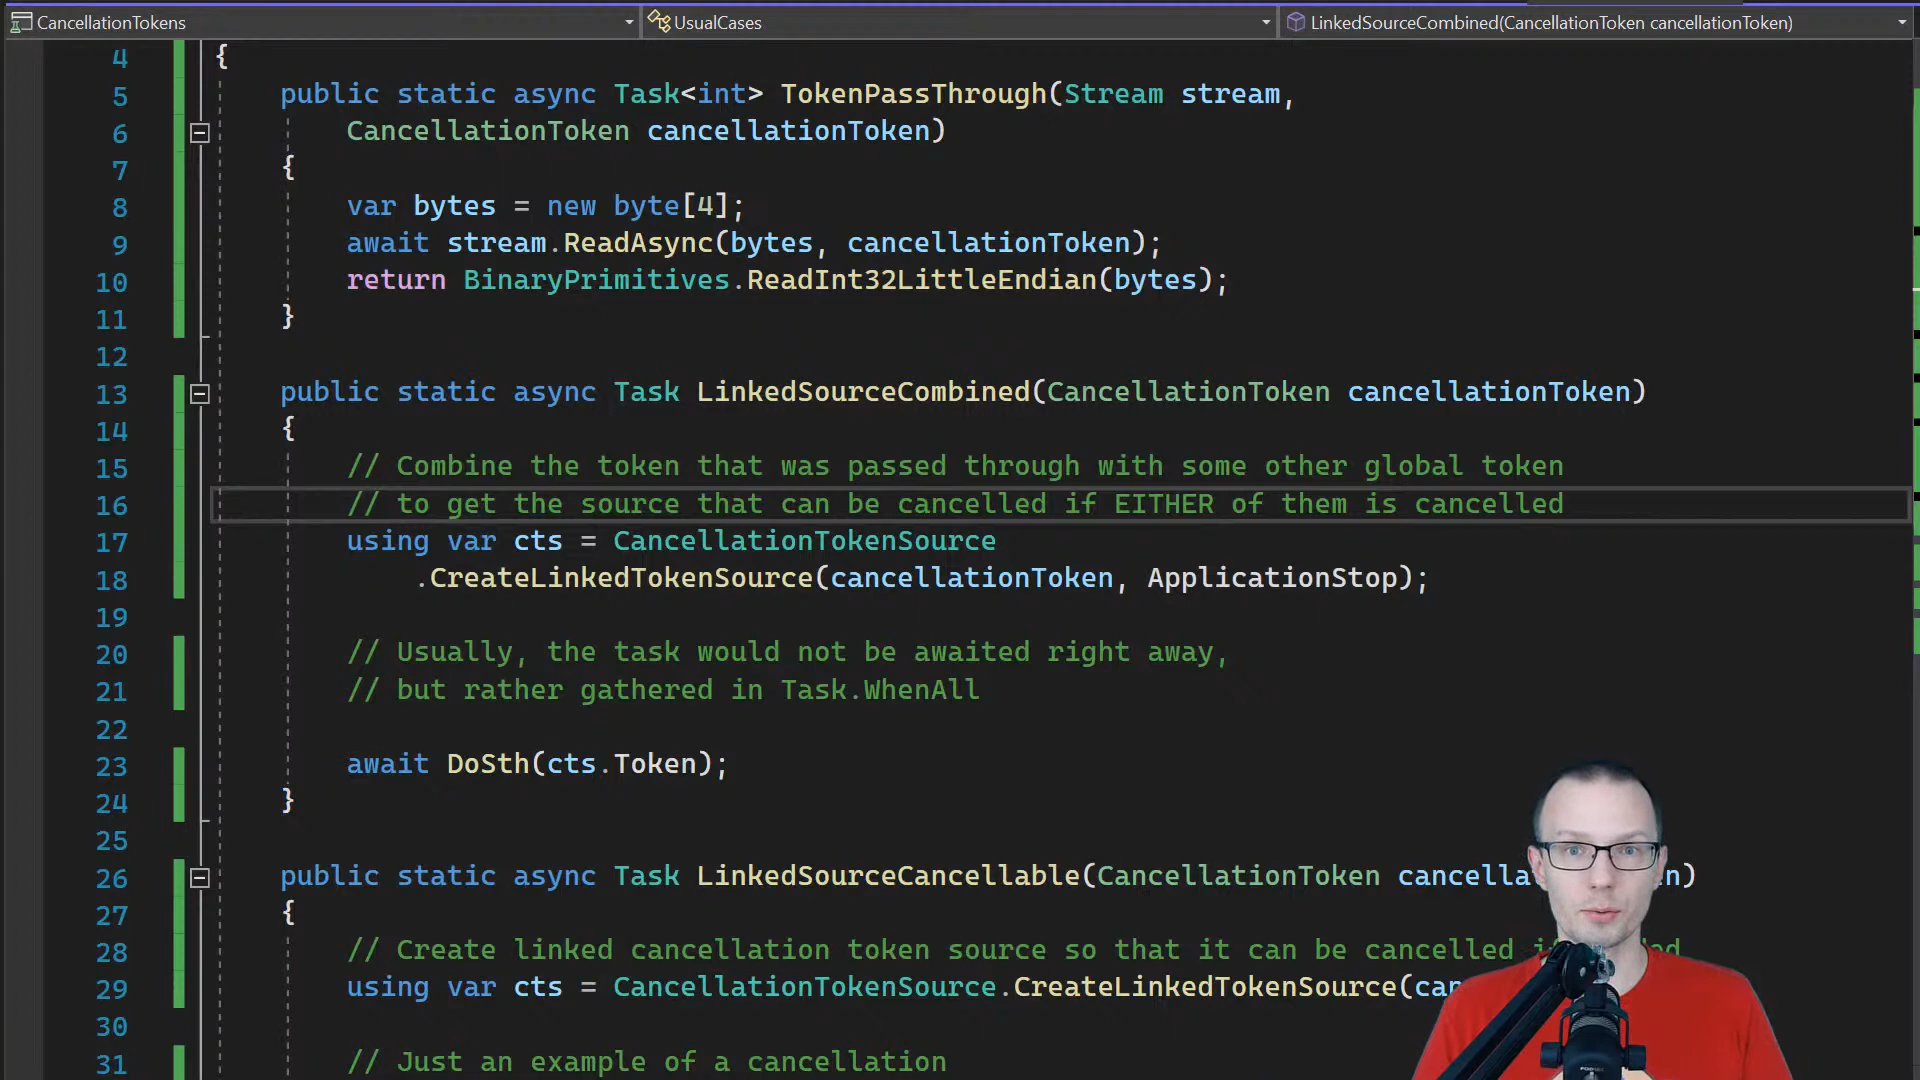 CancellationTokens UsualCases LinkedSourceCombined(CancellationToken cancellationToken)
4 {
5 public static async Task<int> TokenPassThrough(Stream stream,
6 CancellationToken cancellationToken)
7 {
8 var bytes = new byte[4];
9 await stream.ReadAsync(bytes, cancellationToken);
10 return BinaryPrimitives.ReadInt32LittleEndian(bytes);
11 }
12
13 public static async Task LinkedSourceCombined(CancellationToken cancellationToken)
14 {
15 // Combine the token that was passed through with some other global token
16 // to get the source that can be cancelled if EITHER of them is cancelled
17 using var cts = CancellationTokenSource
18 .CreateLinkedTokenSource(cancellationToken, ApplicationStop);
19
20 // Usually, the task would not be awaited right away,
21 // but rather gathered in Task.WhenAll
22
23 await DoSth(cts.Token);
24 }
25
26 public static async Task LinkedSourceCancellable(CancellationToken
27 {
28 // Create linked cancellation token source so that it can be cancelled
29 using var cts = CancellationTokenSource.CreateLinkedTokenSource(
30
31 // Just an example of a cancellation